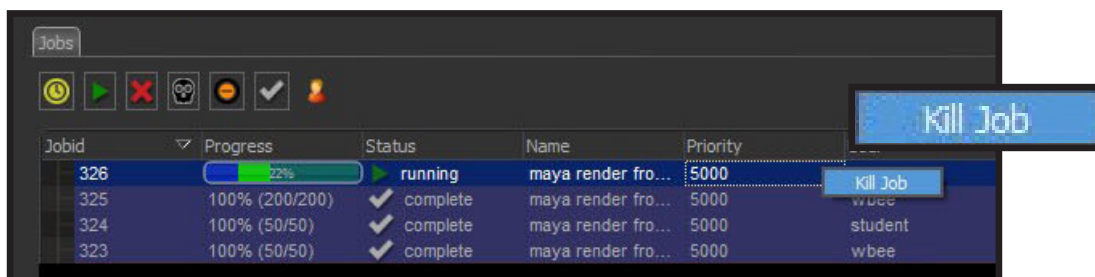 Jobs
Kill Job
Jobid Progress Status Name Priority
326 22% running maya render fro... 5000 Kill Job
325 100% (200/200) complete maya render fro... 5000 wbee
324 100% (50/50) complete maya render fro... 5000 student
323 100% (50/50) complete maya render fro... 5000 wbee